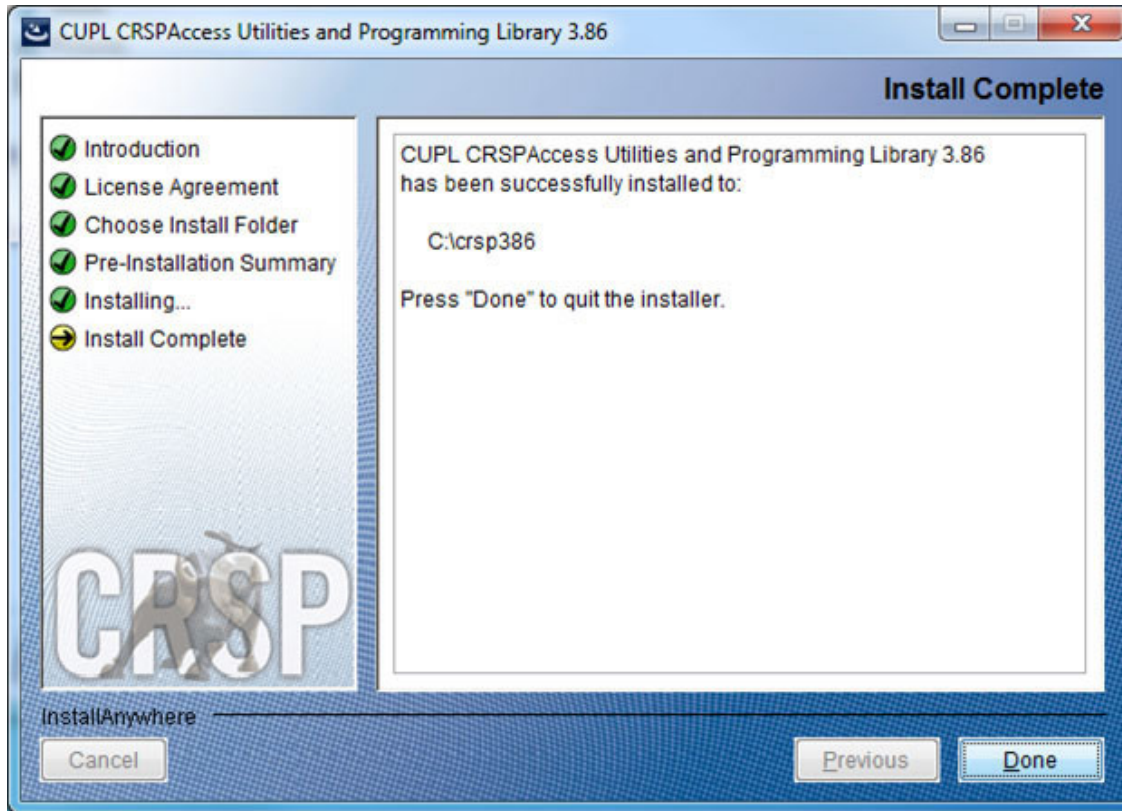 CUPL CRSPAccess Utilities and Programming Library 3.86
Install Complete
Introduction
License Agreement
Choose Install Folder
Pre-Installation Summary
Installing...
Install Complete
CRSP
CUPL CRSPAccess Utilities and Programming Library 3.86
has been successfully installed to:
C:\crsp386
Press "Done" to quit the installer.
InstallAnywhere
Cancel
Previous
Done